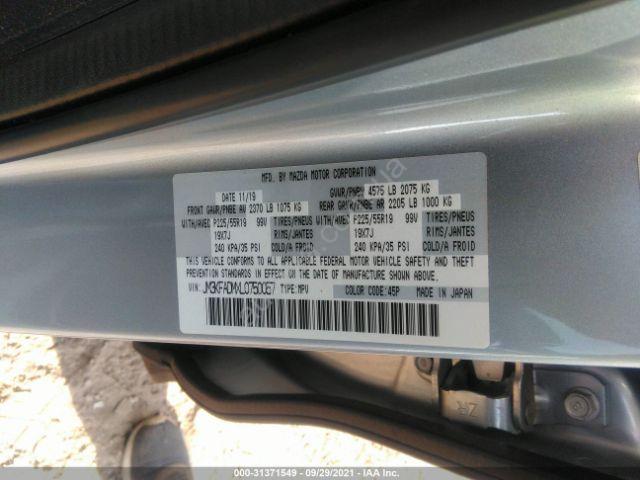 MFD. BY MAZDA MOTOR CORPORATION
DATE 11/19 GVWR/PNBV 4575 LB 2075 KG
FRONT GAWR/PNBE AV 2370 LB 1075 KG REAR GAWR/PNBE AR 2205 LB 1000 KG
WITH/AVEC P225/55R19 99V TIRES/PNEUS WITH/AVEC P225/55R19 99V TIRES/PNEUS
19X7J RIMS/JANTES 19X7J RIMS/JANTES
240 KPA/35 PSI COLD/A FROID 240 KPA/35 PSI COLD/A FROID
THIS VEHICLE CONFORMS TO ALL APPLICABLE FEDERAL MOTOR VEHICLE SAFETY AND THEFT
PREVENTION STANDARDS IN EFFECT ON THE DATE OF MANUFACTURE SHOWN ABOVE.
VIN: TYPE: MPV COLOR CODE: 45P MADE IN JAPAN
ZR
000-31371549 - 09/29/2021 - IAA Inc.